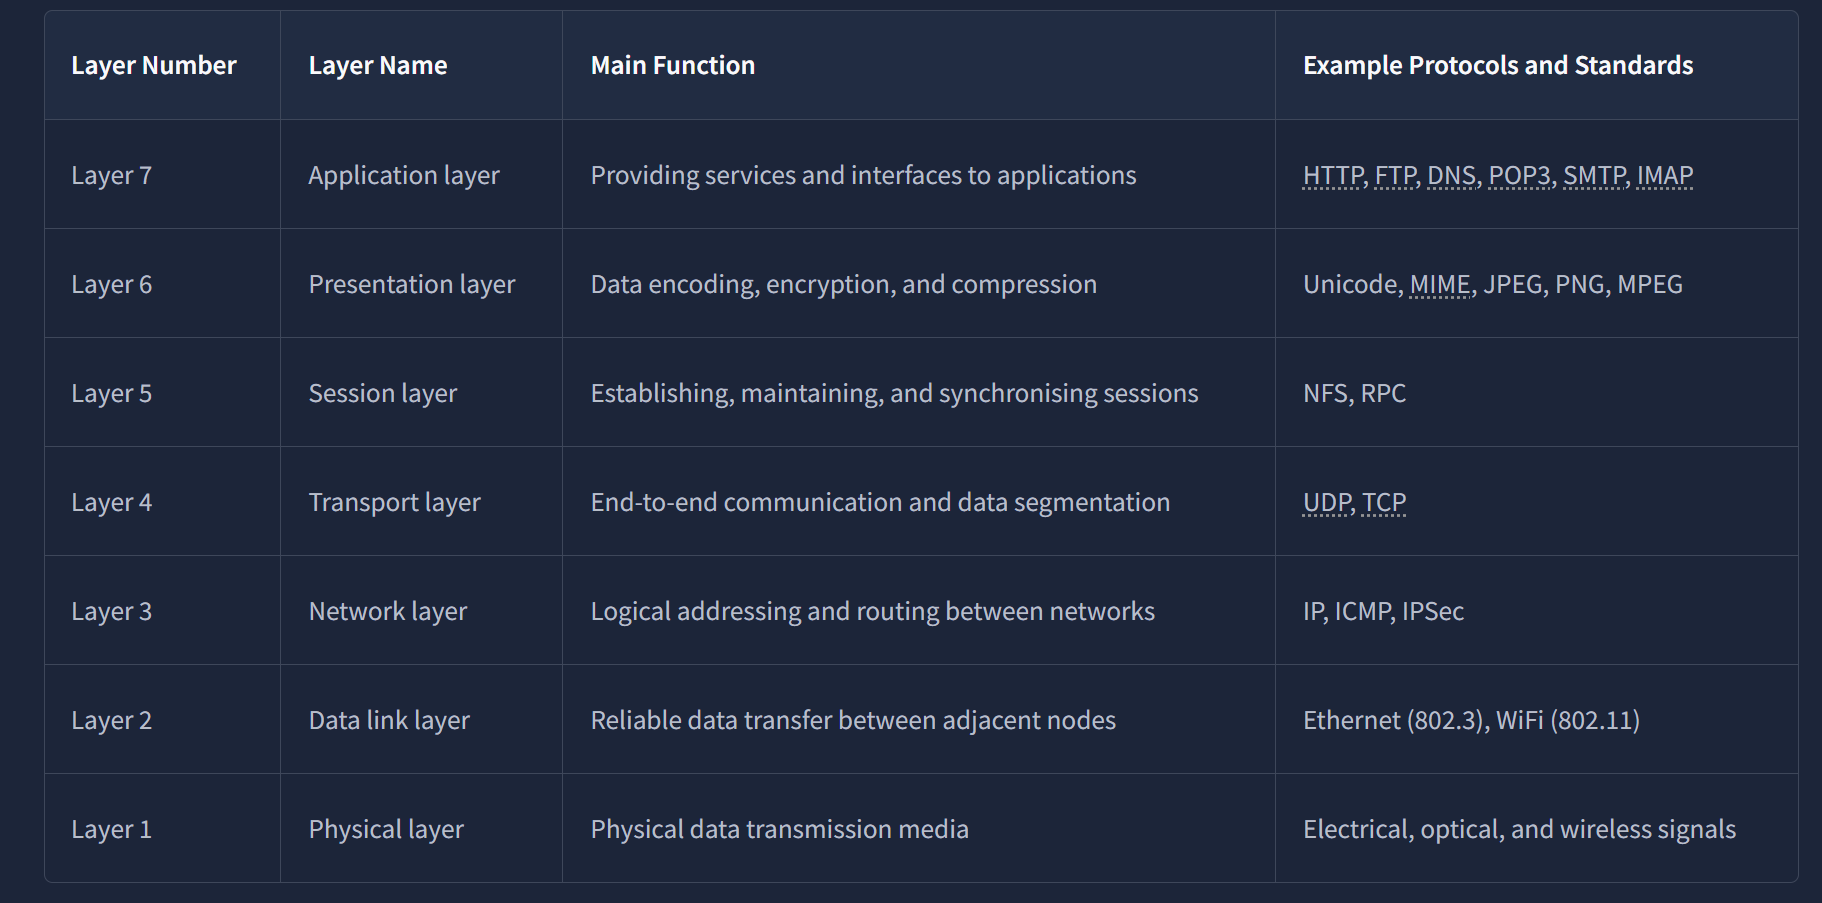 Layer Number Layer Name Main Function Example Protocols and Standards
Layer 7 Application layer Providing services and interfaces to applications HTTP, FTP, DNS, POP3, SMTP, IMAP
Layer 6 Presentation layer Data encoding, encryption, and compression Unicode, MIME, JPEG, PNG, MPEG
Layer 5 Session layer Establishing, maintaining, and synchronising sessions NFS, RPC
Layer 4 Transport layer End-to-end communication and data segmentation UDP, TCP
Layer 3 Network layer Logical addressing and routing between networks IP, ICMP, IPSec
Layer 2 Data link layer Reliable data transfer between adjacent nodes Ethernet (802.3), WiFi (802.11)
Layer 1 Physical layer Physical data transmission media Electrical, optical, and wireless signals